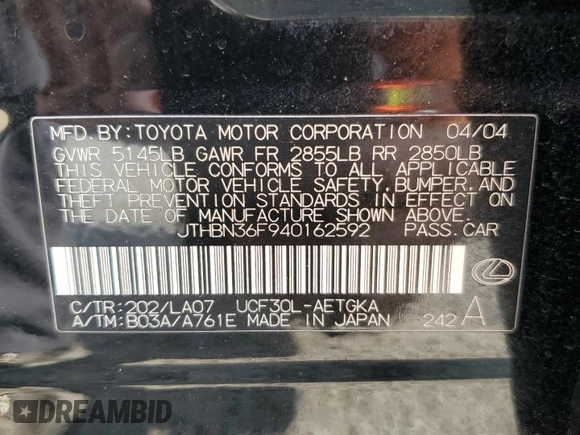 MFD. BY: TOYOTA MOTOR CORPORATION 04/04
GVWR 5145LB GAWR FR 2855LB RR 2850LB
THIS VEHICLE CONFORMS TO ALL APPLICABLE
FEDERAL MOTOR VEHICLE SAFETY, BUMPER, AND
THEFT PREVENTION STANDARDS IN EFFECT ON
THE DATE OF MANUFACTURE SHOWN ABOVE.
JTHBN36F940162592 PASS. CAR
C/TR: 202/LA07 UCF30L-AETGKA
A/TM: B03A/A761E MADE IN JAPAN 242 A
DREAMBID